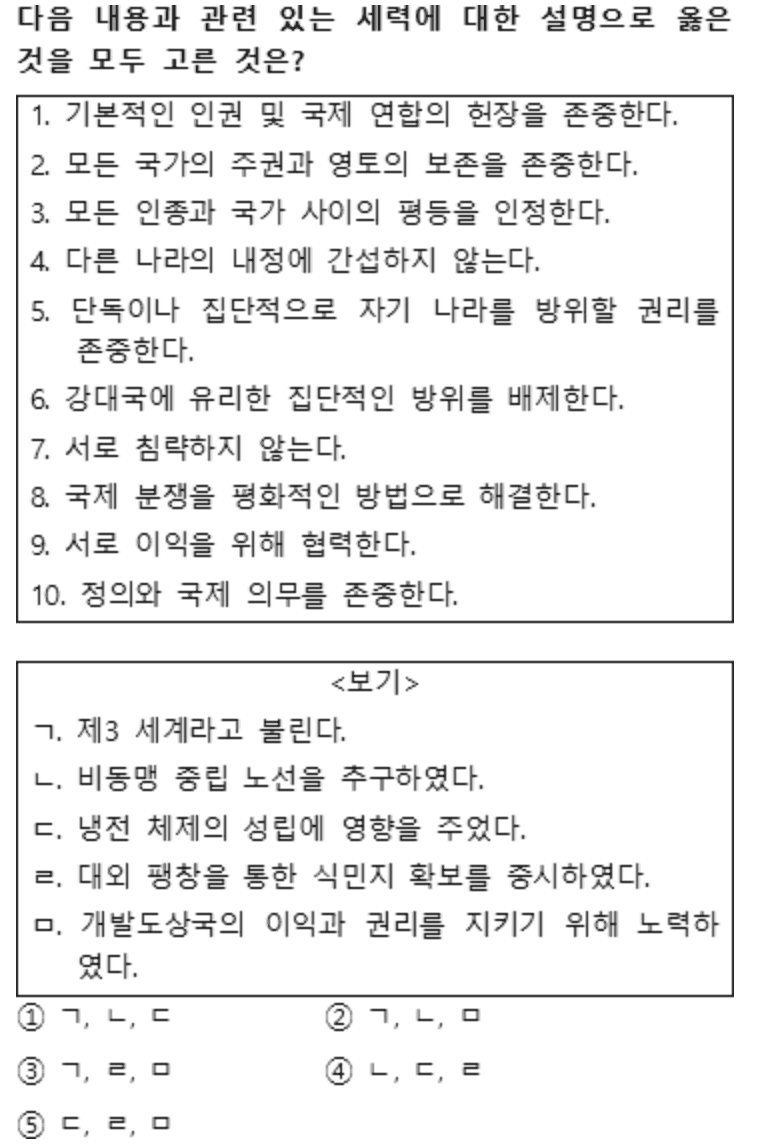 다음 내용과 관련 있는 세력에 대한 설명으로 옳은
것을 모두 고른 것은?
1. 기본적인 인권 및 국제 연합의 헌장을 존중한다.
2. 모든 국가의 주권과 영토의 보존을 존중한다.
3. 모든 인종과 국가 사이의 평등을 인정한다.
4. 다른 나라의 내정에 간섭하지 않는다.
5. 단독이나 집단적으로 자기 나라를 방위할 권리를
존중한다.
6. 강대국에 유리한 집단적인 방위를 배제한다.
7. 서로 침략하지 않는다.
8. 국제 분쟁을 평화적인 방법으로 해결한다.
9. 서로 이익을 위해 협력한다.
10. 정의와 국제 의무를 존중한다.
<보기>
ㄱ. 제3 세계라고 불린다.
ㄴ. 비동맹 중립 노선을 추구하였다.
ㄷ. 냉전 체제의 성립에 영향을 주었다.
ㄹ. 대외 팽창을 통한 식민지 확보를 중시하였다.
ㅁ. 개발도상국의 이익과 권리를 지키기 위해 노력하
였다.
① ㄱ, ㄴ, ㄷ ② ㄱ, ㄴ, ㅁ
③ ㄱ, ㄹ, ㅁ ④ ㄴ, ㄷ, ㄹ
⑤ ㄷ, ㄹ, ㅁ